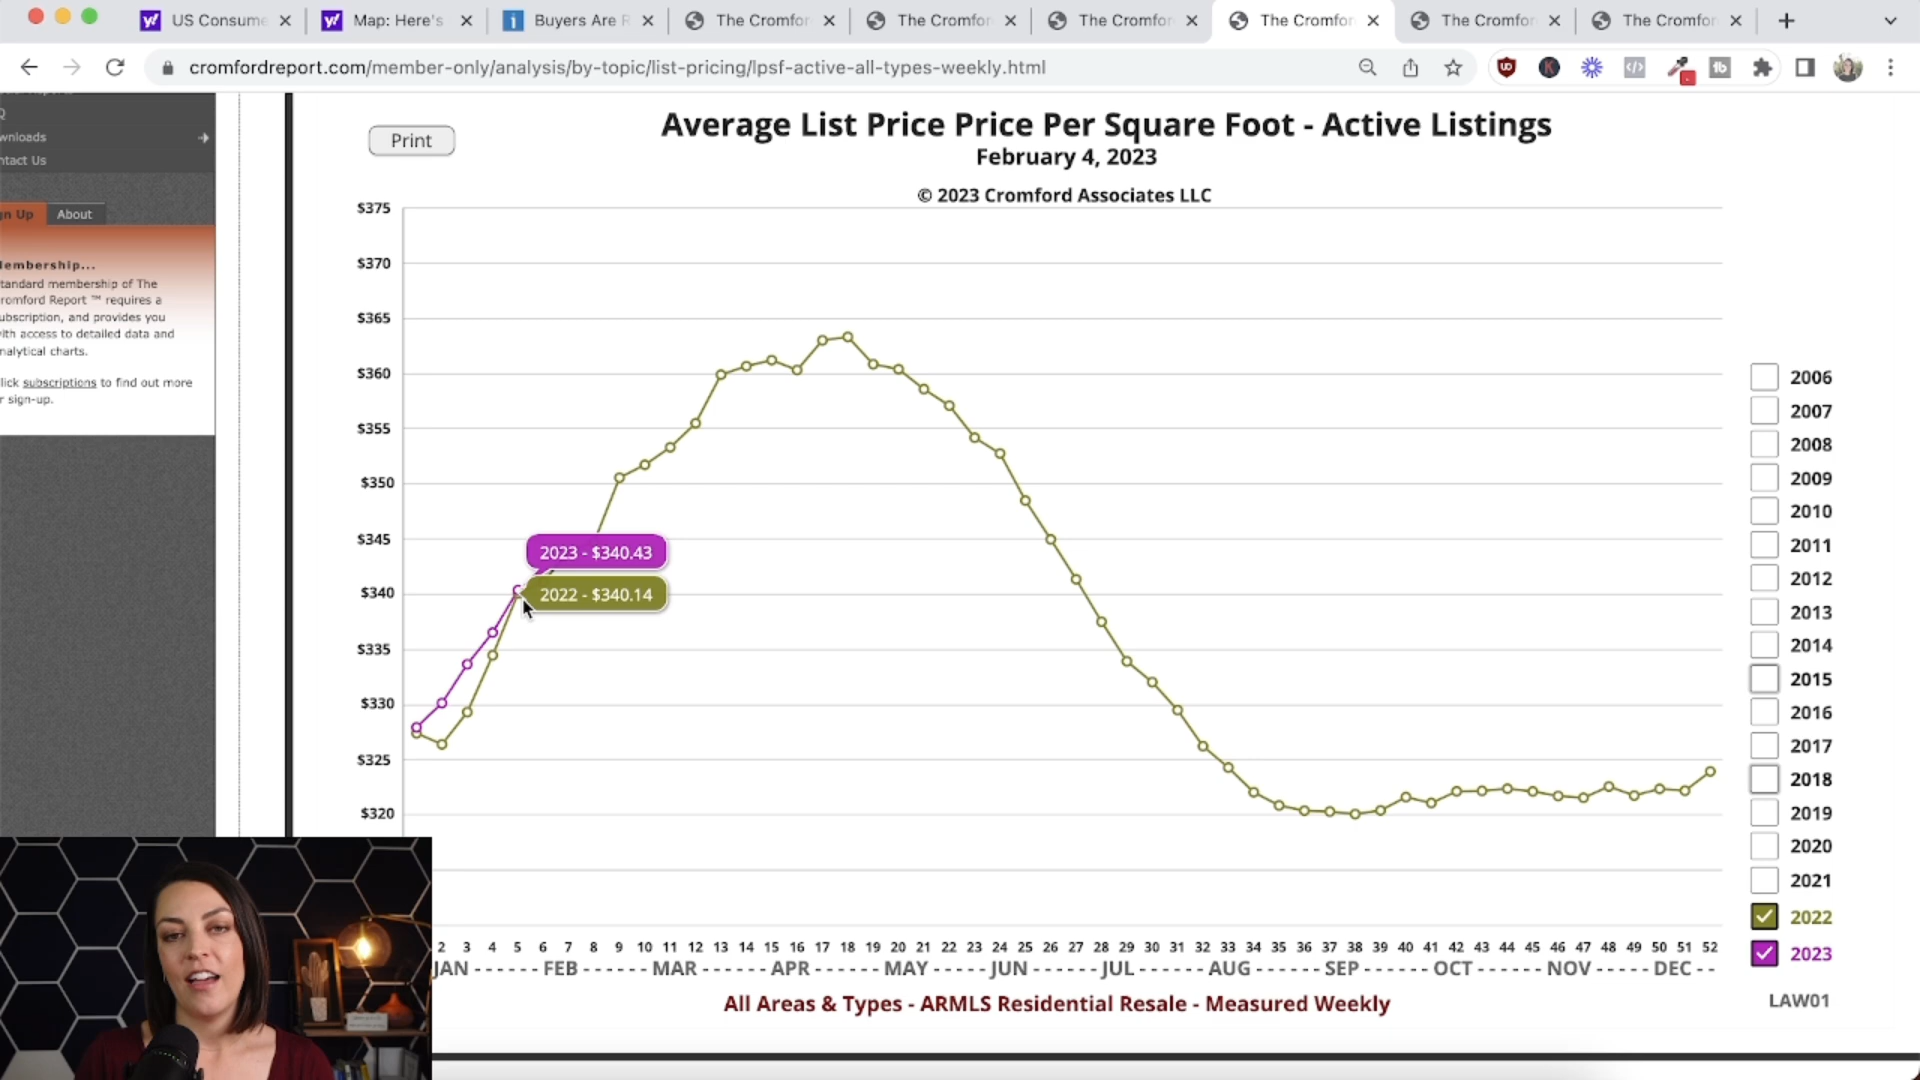 US Consume
Map: Here's
Buyers Are R
The Cromfor
The Cromfor
The Cromfor
The Cromfor
The Cromfor
The Cromfor
cromfordreport.com/member-only/analysis/by-topic/list-pricing/lpsf-active-all-types-weekly.html
Q
wnloads
ntact Us
gn Up
About
embership...
tandard membership of The
romford Report ™ requires a
ubscription, and provides you
ith access to detailed data and
nalytical charts.
lick subscriptions to find out more
r sign-up.
Print
Average List Price Price Per Square Foot - Active Listings
February 4, 2023
© 2023 Cromford Associates LLC
$375
$370
$365
$360
$355
$350
$345
$340
$335
$330
$325
$320
2023 - $340.43
2022 - $340.14
2006
2007
2008
2009
2010
2011
2012
2013
2014
2015
2016
2017
2018
2019
2020
2021
2022
2023
2 3 4 5 6 7 8 9 10 11 12 13 14 15 16 17 18 19 20 21 22 23 24 25 26 27 28 29 30 31 32 33 34 35 36 37 38 39 40 41 42 43 44 45 46 47 48 49 50 51 52
JAN - - - - - - FEB - - - - - - MAR - - - - - - APR - - - - - - MAY - - - - - - JUN - - - - - - JUL - - - - - - AUG - - - - - - SEP - - - - - - OCT - - - - - - NOV - - - - - DEC - -
All Areas & Types - ARMLS Residential Resale - Measured Weekly
LAW01